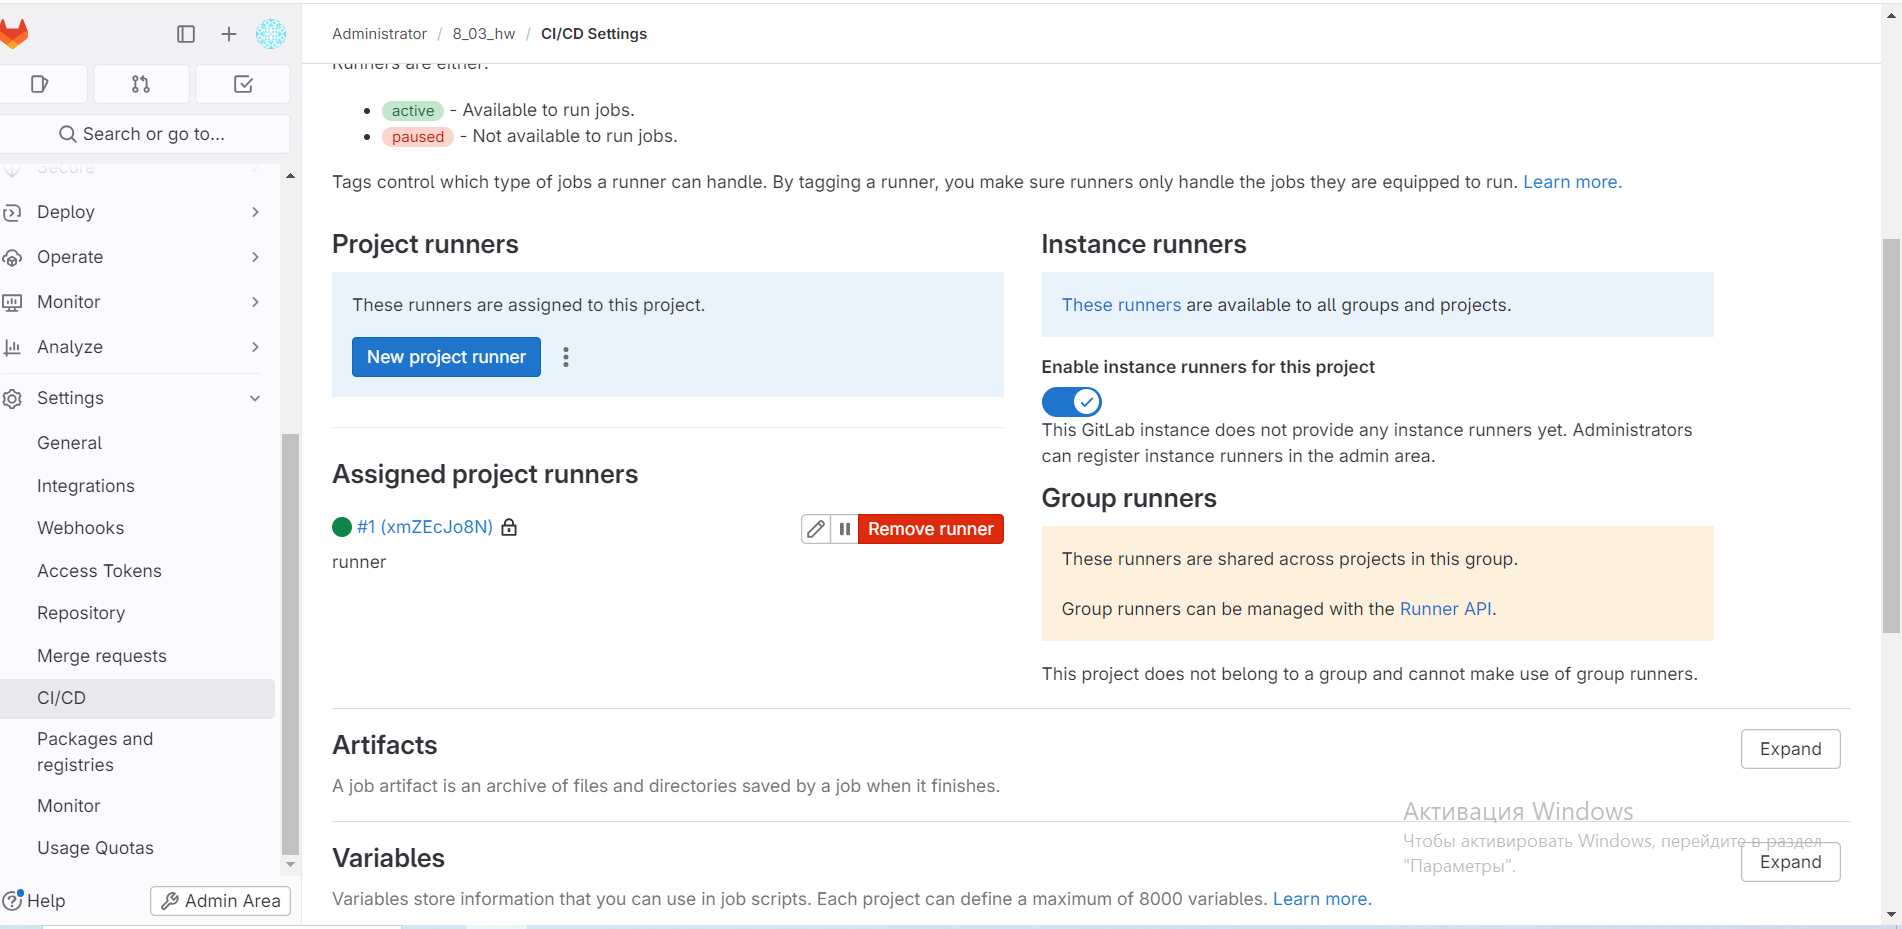 Administrator / 8_03_hw / CI/CD Settings
Search or go to...
Secure
Deploy
Operate
Monitor
Analyze
Settings
General
Integrations
Webhooks
Access Tokens
Repository
Merge requests
CI/CD
Packages and
registries
Monitor
Usage Quotas
Help
Admin Area
Runners are either:
active - Available to run jobs.
paused - Not available to run jobs.
Tags control which type of jobs a runner can handle. By tagging a runner, you make sure runners only handle the jobs they are equipped to run. Learn more.
Project runners
These runners are assigned to this project.
New project runner
Assigned project runners
#1 (xmZEcJo8N)
Remove runner
runner
Instance runners
These runners are available to all groups and projects.
Enable instance runners for this project
This GitLab instance does not provide any instance runners yet. Administrators
can register instance runners in the admin area.
Group runners
These runners are shared across projects in this group.
Group runners can be managed with the Runner API.
This project does not belong to a group and cannot make use of group runners.
Artifacts
Expand
A job artifact is an archive of files and directories saved by a job when it finishes.
Variables
Expand
Variables store information that you can use in job scripts. Each project can define a maximum of 8000 variables. Learn more.
Активация Windows
Чтобы активировать Windows, перейдите в раздел
"Параметры".